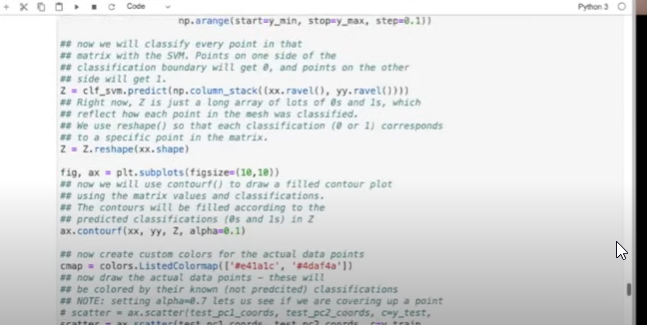 Code
Python 3
np.arange(start=y_min, stop=y_max, step=0.1))
## now we will classify every point in that
## matrix with the SVM. Points on one side of the
## classification boundary will get 0, and points on the other
## side will get 1.
Z = clf_svm.predict(np.column_stack((xx.ravel(), yy.ravel())))
## Right now, Z is just a long array of lots of 0s and 1s, which
## reflect how each point in the mesh was classified.
## We use reshape() so that each classification (0 or 1) corresponds
## to a specific point in the matrix.
Z = Z.reshape(xx.shape)
fig, ax = plt.subplots(figsize=(10,10))
## now we will use contourf() to draw a filled contour plot
## using the matrix values and classifications.
## The contours will be filled according to the
## predicted classifications (0s and 1s) in Z
ax.contourf(xx, yy, Z, alpha=0.1)
## now create custom colors for the actual data points
cmap = colors.ListedColormap(['#e41a1c', '#4daf4a'])
## now draw the actual data points - these will
## be colored by their known (not predcited) classifications
## NOTE: setting alpha=0.7 lets us see if we are covering up a point
# scatter = ax.scatter(test_pc1_coords, test_pc2_coords, c=y_test,
scatter = ax.scatter(test_pc1_coords, test_pc2_coords, c=y_train,